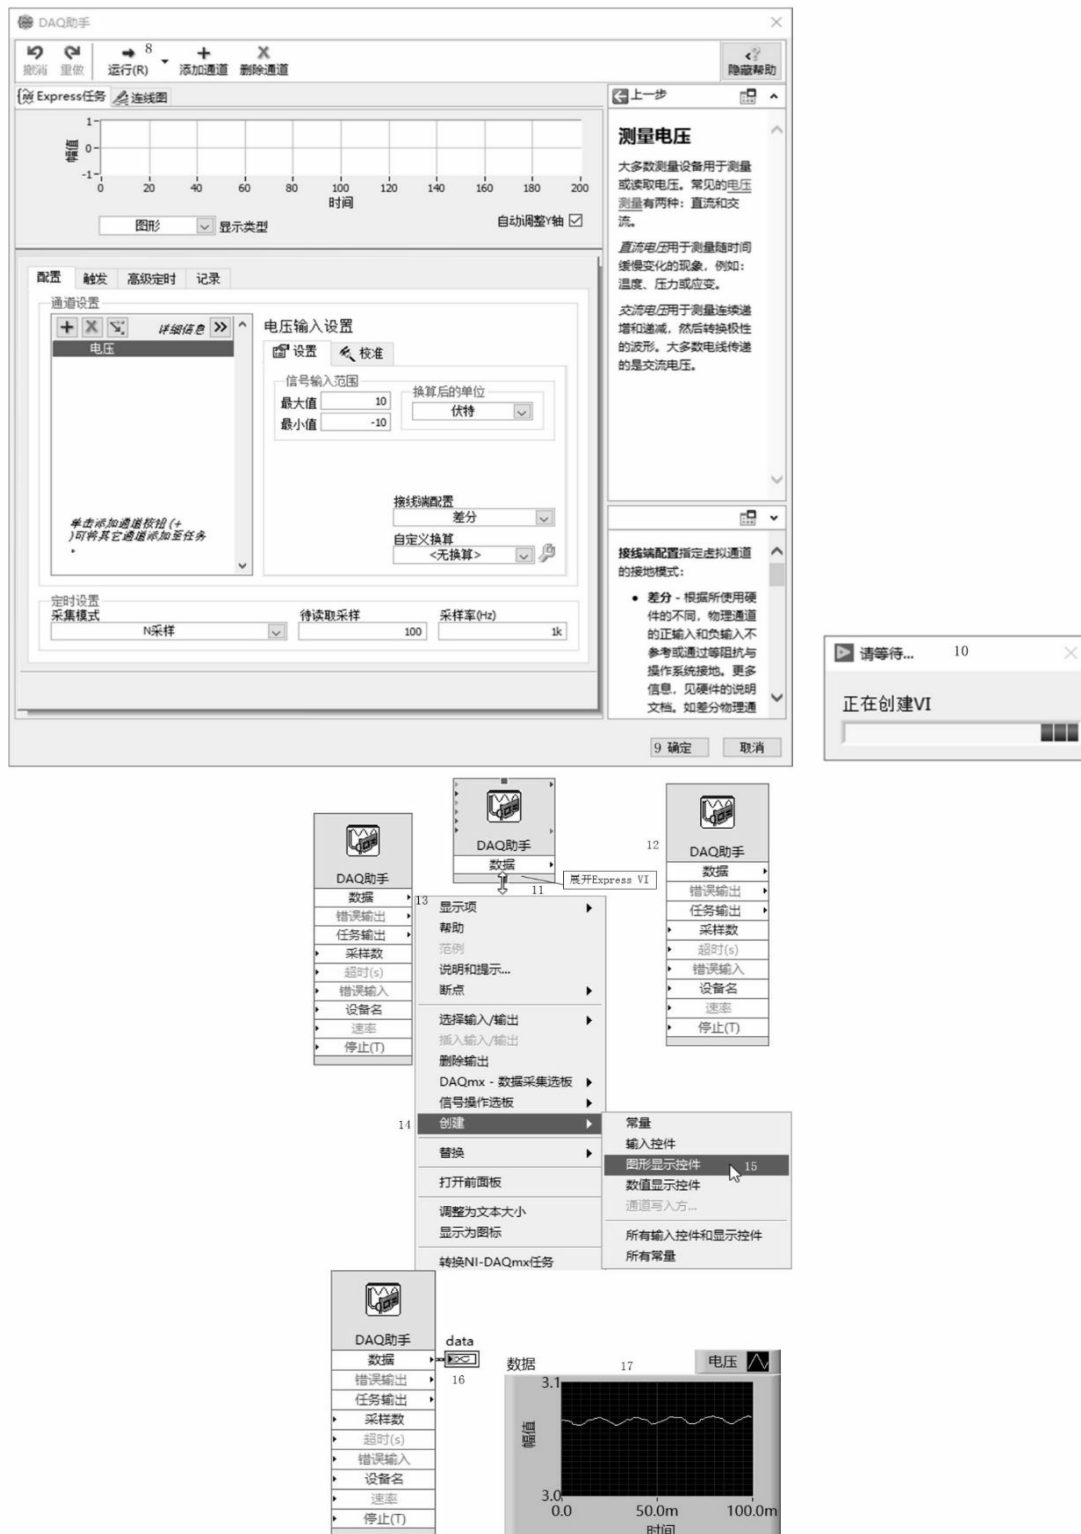 DAQ助手
8
撤消 重做 运行(R) 添加通道 删除通道
隐藏帮助
Express任务 连线图
上一步
幅值
1
0
-1
0 20 40 60 80 100 120 140 160 180 200
时间
图形 显示类型
自动调整Y轴
配置 触发 高级定时 记录
通道设置
详细信息
电压
单击添加通道按钮(+
)可将其它通道添加至任务
。
电压输入设置
设置 校准
信号输入范围
最大值 10
最小值 -10
换算后的单位
伏特
接线端配置
差分
自定义换算
<无换算>
定时设置
采集模式 待读取采样 采样率(Hz)
N采样 100 1k
测量电压
大多数测量设备用于测量
或读取电压。常见的电压
测量有两种：直流和交
流。
直流电压用于测量随时间
缓慢变化的现象，例如：
温度、压力或应变。
交流电压用于测量连续递
增和递减，然后转换极性
的波形。大多数电线传递
的是交流电压。
接线端配置指定虚拟通道
的接地模式：
• 差分 - 根据所使用硬
件的不同，物理通道
的正输入和负输入不
参考或通过等阻抗与
操作系统接地。更多
信息，见硬件的说明
文档。如差分物理通
9 确定 取消
请等待... 10
正在创建VI
DAQ助手
数据
展开Express VI
11
12
DAQ助手
数据
错误输出
任务输出
采样数
超时(s)
错误输入
设备名
速率
停止(T)
DAQ助手
数据
错误输出
任务输出
采样数
超时(s)
错误输入
设备名
速率
停止(T)
13
显示项
帮助
范例
说明和提示...
断点
选择输入/输出
插入输入/输出
删除输出
DAQmx - 数据采集选板
信号操作选板
14
创建
替换
打开前面板
调整为文本大小
显示为图标
转换NI-DAQmx任务
常量
输入控件
图形显示控件 15
数值显示控件
通道写入方...
所有输入控件和显示控件
所有常量
DAQ助手
数据
错误输出
任务输出
采样数
超时(s)
错误输入
设备名
速率
停止(T)
data
16
数据 17 电压
幅值
3.1
3.0
0.0 50.0m 100.0m
时间